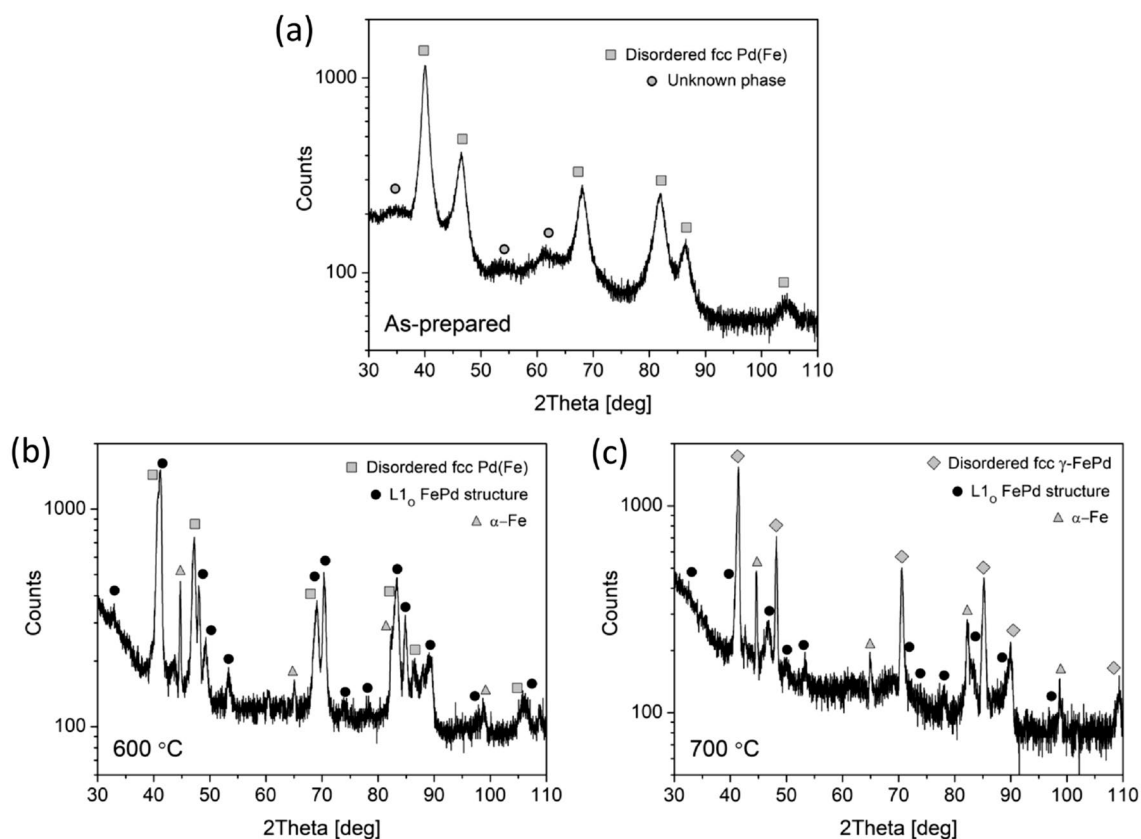 (a)
1000
100
Counts
Disordered fcc Pd(Fe)
Unknown phase
As-prepared
30 40 50 60 70 80 90 100 110
2Theta [deg]
(b)
1000
100
Counts
Disordered fcc Pd(Fe)
L1₀ FePd structure
α−Fe
600 °C
30 40 50 60 70 80 90 100 110
2Theta [deg]
(c)
1000
100
Counts
Disordered fcc γ-FePd
L1₀ FePd structure
α−Fe
700 °C
30 40 50 60 70 80 90 100 110
2Theta [deg]